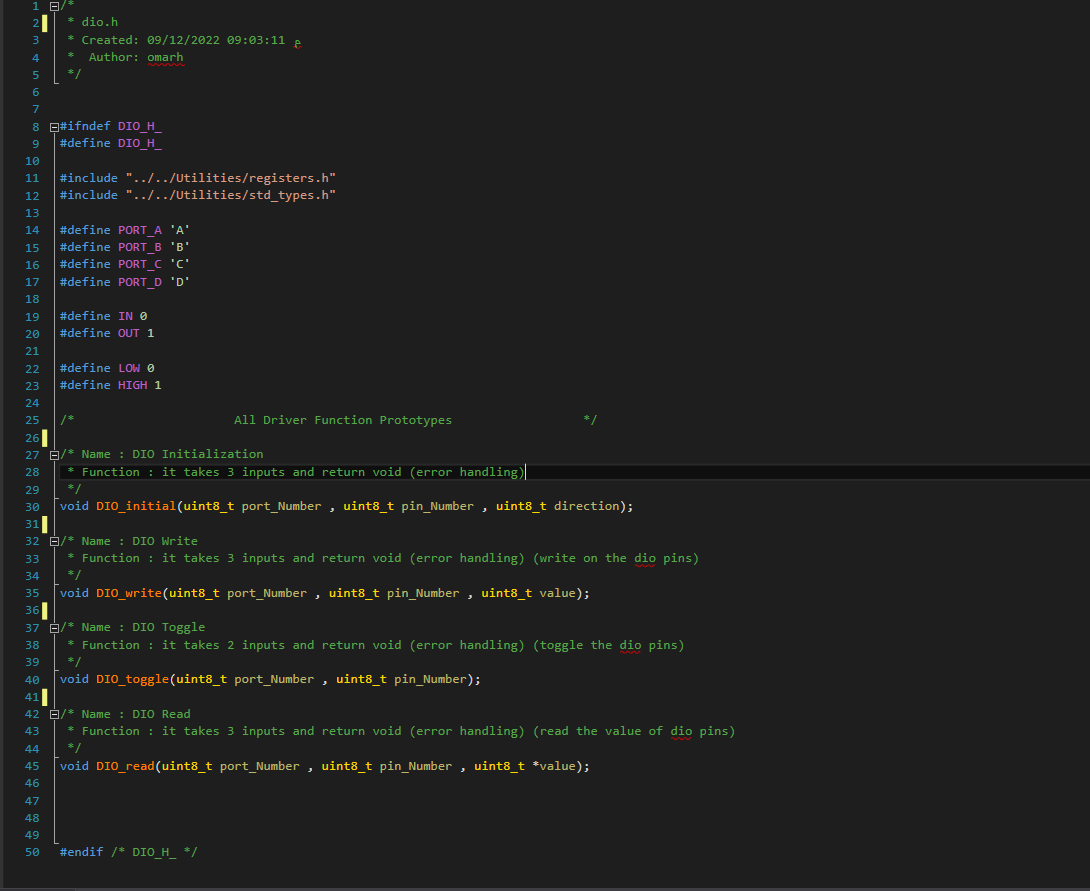 1 /*
2 * dio.h
3 * Created: 09/12/2022 09:03:11 م
4 * Author: omarh
5 */
6
7
8 #ifndef DIO_H_
9 #define DIO_H_
10
11 #include "../../Utilities/registers.h"
12 #include "../../Utilities/std_types.h"
13
14 #define PORT_A 'A'
15 #define PORT_B 'B'
16 #define PORT_C 'C'
17 #define PORT_D 'D'
18
19 #define IN 0
20 #define OUT 1
21
22 #define LOW 0
23 #define HIGH 1
24
25 /* All Driver Function Prototypes */
26
27 /* Name : DIO Initialization
28 * Function : it takes 3 inputs and return void (error handling)
29 */
30 void DIO_initial(uint8_t port_Number , uint8_t pin_Number , uint8_t direction);
31
32 /* Name : DIO Write
33 * Function : it takes 3 inputs and return void (error handling) (write on the dio pins)
34 */
35 void DIO_write(uint8_t port_Number , uint8_t pin_Number , uint8_t value);
36
37 /* Name : DIO Toggle
38 * Function : it takes 2 inputs and return void (error handling) (toggle the dio pins)
39 */
40 void DIO_toggle(uint8_t port_Number , uint8_t pin_Number);
41
42 /* Name : DIO Read
43 * Function : it takes 3 inputs and return void (error handling) (read the value of dio pins)
44 */
45 void DIO_read(uint8_t port_Number , uint8_t pin_Number , uint8_t *value);
46
47
48
49
50 #endif /* DIO_H_ */